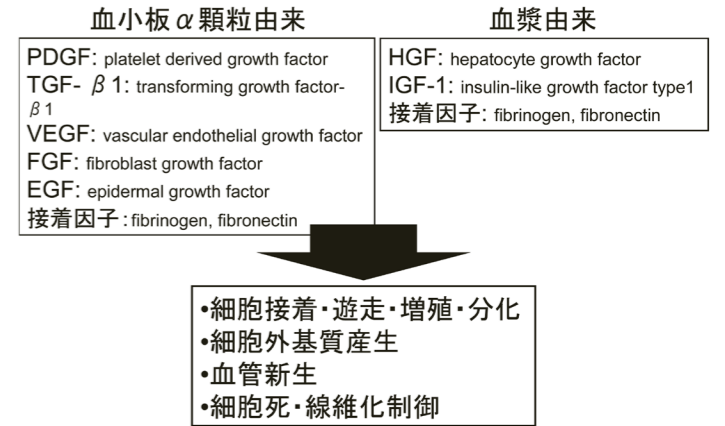 血小板α顆粒由来
PDGF: platelet derived growth factor
TGF- β1: transforming growth factor-
β1
VEGF: vascular endothelial growth factor
FGF: fibroblast growth factor
EGF: epidermal growth factor
接着因子:fibrinogen, fibronectin
血漿由来
HGF: hepatocyte growth factor
IGF-1: insulin-like growth factor type1
接着因子: fibrinogen, fibronectin
•細胞接着・遊走・増殖・分化
•細胞外基質産生
•血管新生
•細胞死・線維化制御